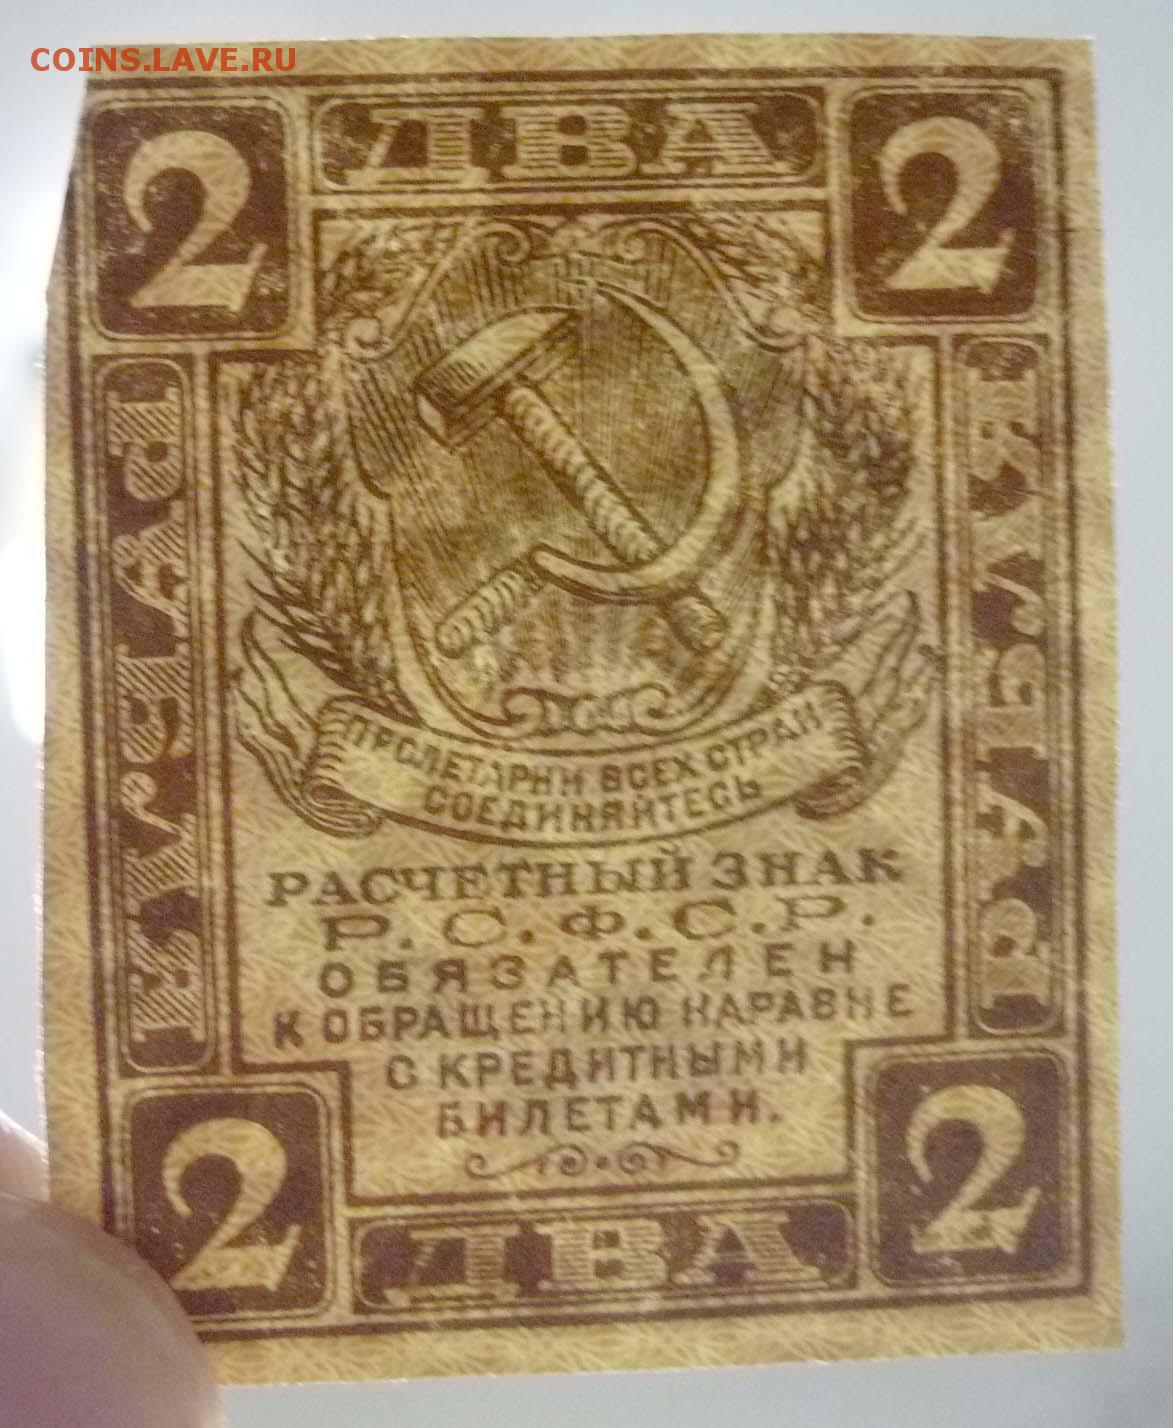 COINS.LAVE.RU
2 ДВА 2
РУБЛЯ
РУБЛЯ
ПРОЛЕТАРИИ ВСЕХ СТРАН
СОЕДИНЯЙТЕСЬ
РАСЧЕТНЫЙ ЗНАК
Р.С.Ф.С.Р.
ОБЯЗАТЕЛЕН
К ОБРАЩЕНИЮ НАРАВНЕ
С КРЕДИТНЫМИ
БИЛЕТАМИ.
2 ДВА 2